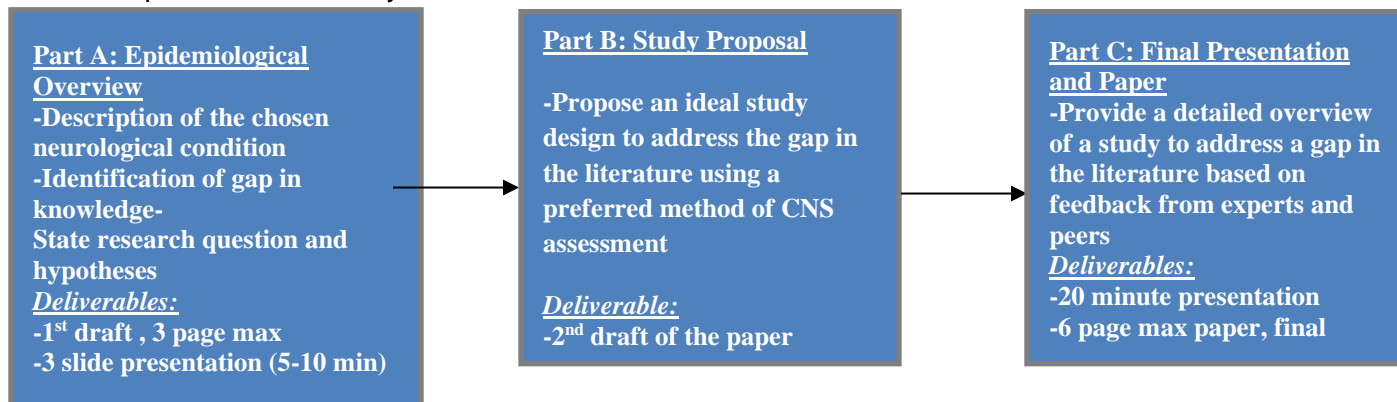 Part A: Epidemiological
Overview
-Description of the chosen
neurological condition
-Identification of gap in
knowledge-
State research question and
hypotheses
Deliverables:
-1st draft , 3 page max
-3 slide presentation (5-10 min)
Part B: Study Proposal
-Propose an ideal study
design to address the gap in
the literature using a
preferred method of CNS
assessment
Deliverable:
-2nd draft of the paper
Part C: Final Presentation
and Paper
-Provide a detailed overview
of a study to address a gap in
the literature based on
feedback from experts and
peers
Deliverables:
-20 minute presentation
-6 page max paper, final